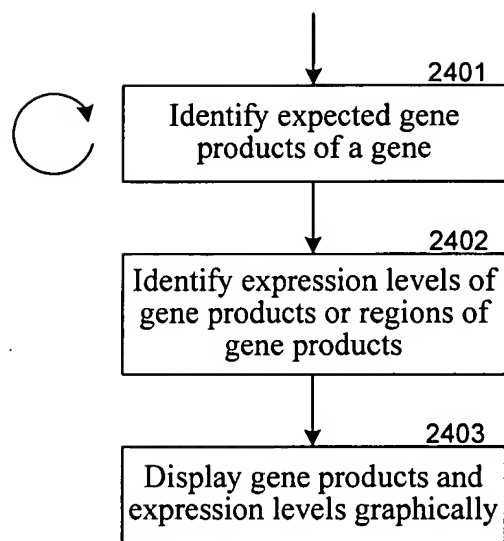 2401
Identify expected gene
products of a gene
2402
Identify expression levels of
gene products or regions of
gene products
2403
Display gene products and
expression levels graphically